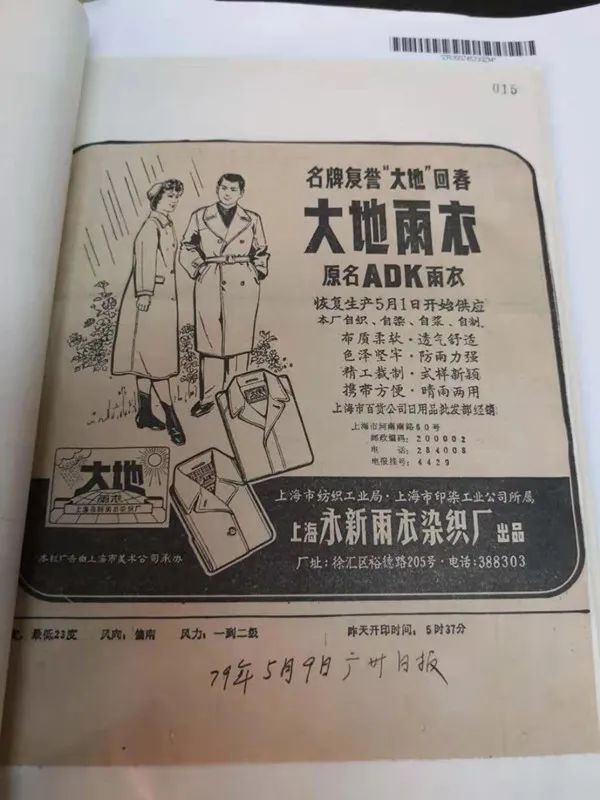 015
名牌复誉“大地”回春
大地雨衣
原名ADK雨衣
恢复生产5月1日开始供应
本厂自织、自染、自浆、自制.
布质柔软·透气舒适
色泽坚牢·防雨力强
精工裁制·式样新颖
携带方便·晴雨两用
上海市百货公司日用品批发部经销
上海市河南南路80号
邮政编码：200002
电话：284008
电报挂号：4429
大地
雨衣
上海永新雨衣染织厂
上海市纺织工业局·上海市印染工业公司所属
上海永新雨衣染织厂出品
厂址：徐汇区裕德路205号·电话：388303
本栏广告由上海市美术公司承办
最低23度 风向：偏南 风力：一到二级 昨天开印时间：5时37分
79年5月9日广州日报